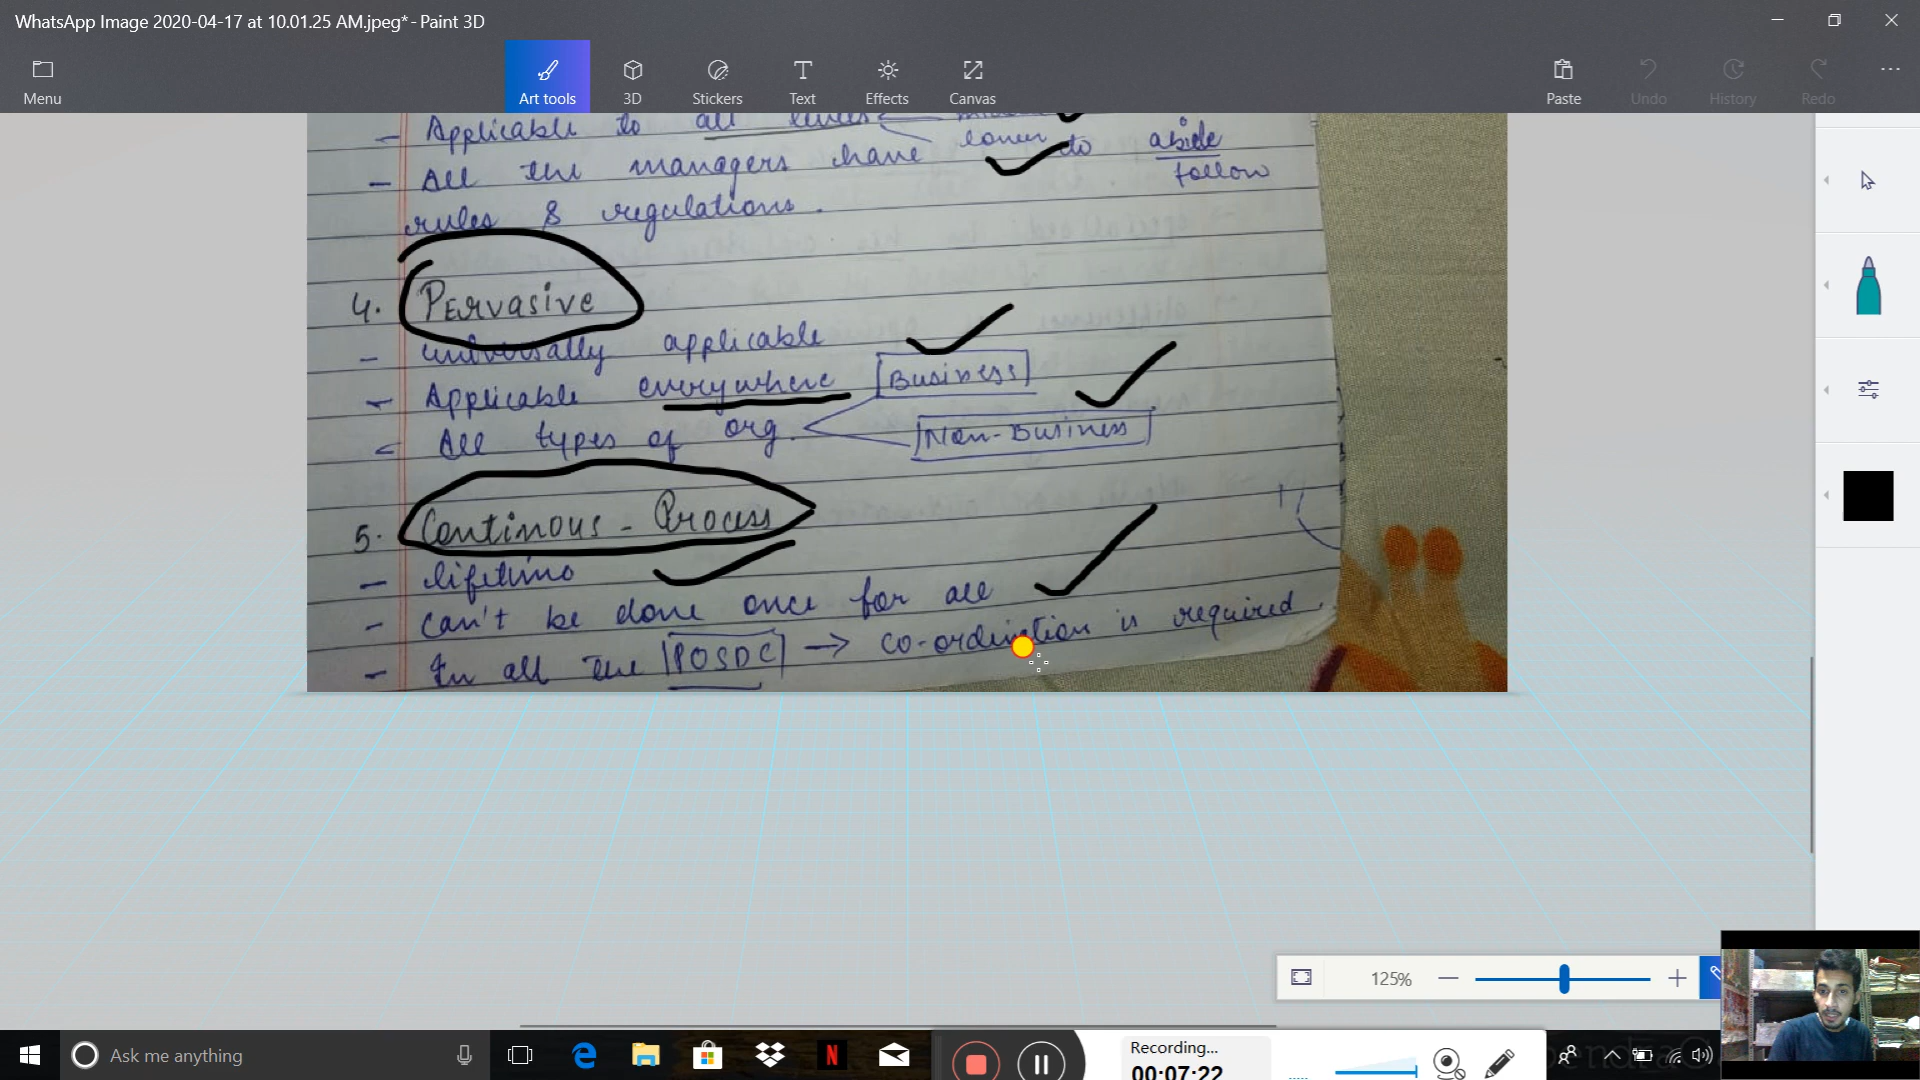 WhatsApp Image 2020-04-17 at 10.01.25 AM.jpeg* - Paint 3D
Menu
Art tools
3D
Stickers
Text
Effects
Canvas
Paste
Undo
History
Redo
- Applicable to all levels
lower
- All the managers have to abide
follow
rules & regulations.
4. PErvasive
- universally applicable
- Applicable everywhere
Business
- All types of org.
Non-Business
5. Continous - Process
- lifetime
- Can't be done once for all
- In all the POSDC → co-ordination is required.
125%
Ask me anything
Recording...
00:07:22